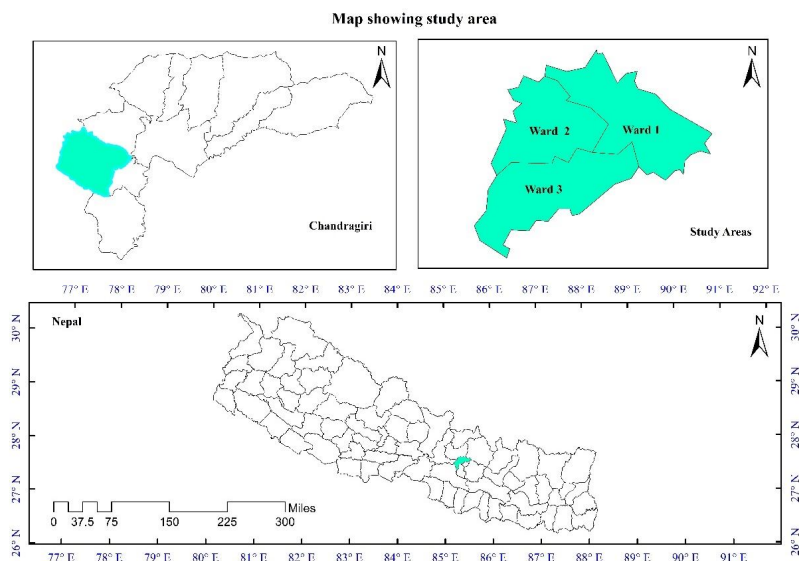 Map showing study area
N
Chandragiri
N
Ward 2
Ward 1
Ward 3
Study Areas
77° E 78° E 79° E 80° E 81° E 82° E 83° E 84° E 85° E 86° E 87° E 88° E 89° E 90° E 91° E 92° E
Nepal
N
30° N
29° N
28° N
27° N
26° N
30° N
29° N
28° N
27° N
26° N
Miles
0 37.5 75 150 225 300
77° E 78° E 79° E 80° E 81° E 82° E 83° E 84° E 85° E 86° E 87° E 88° E 89° E 90° E 91° E 92° E